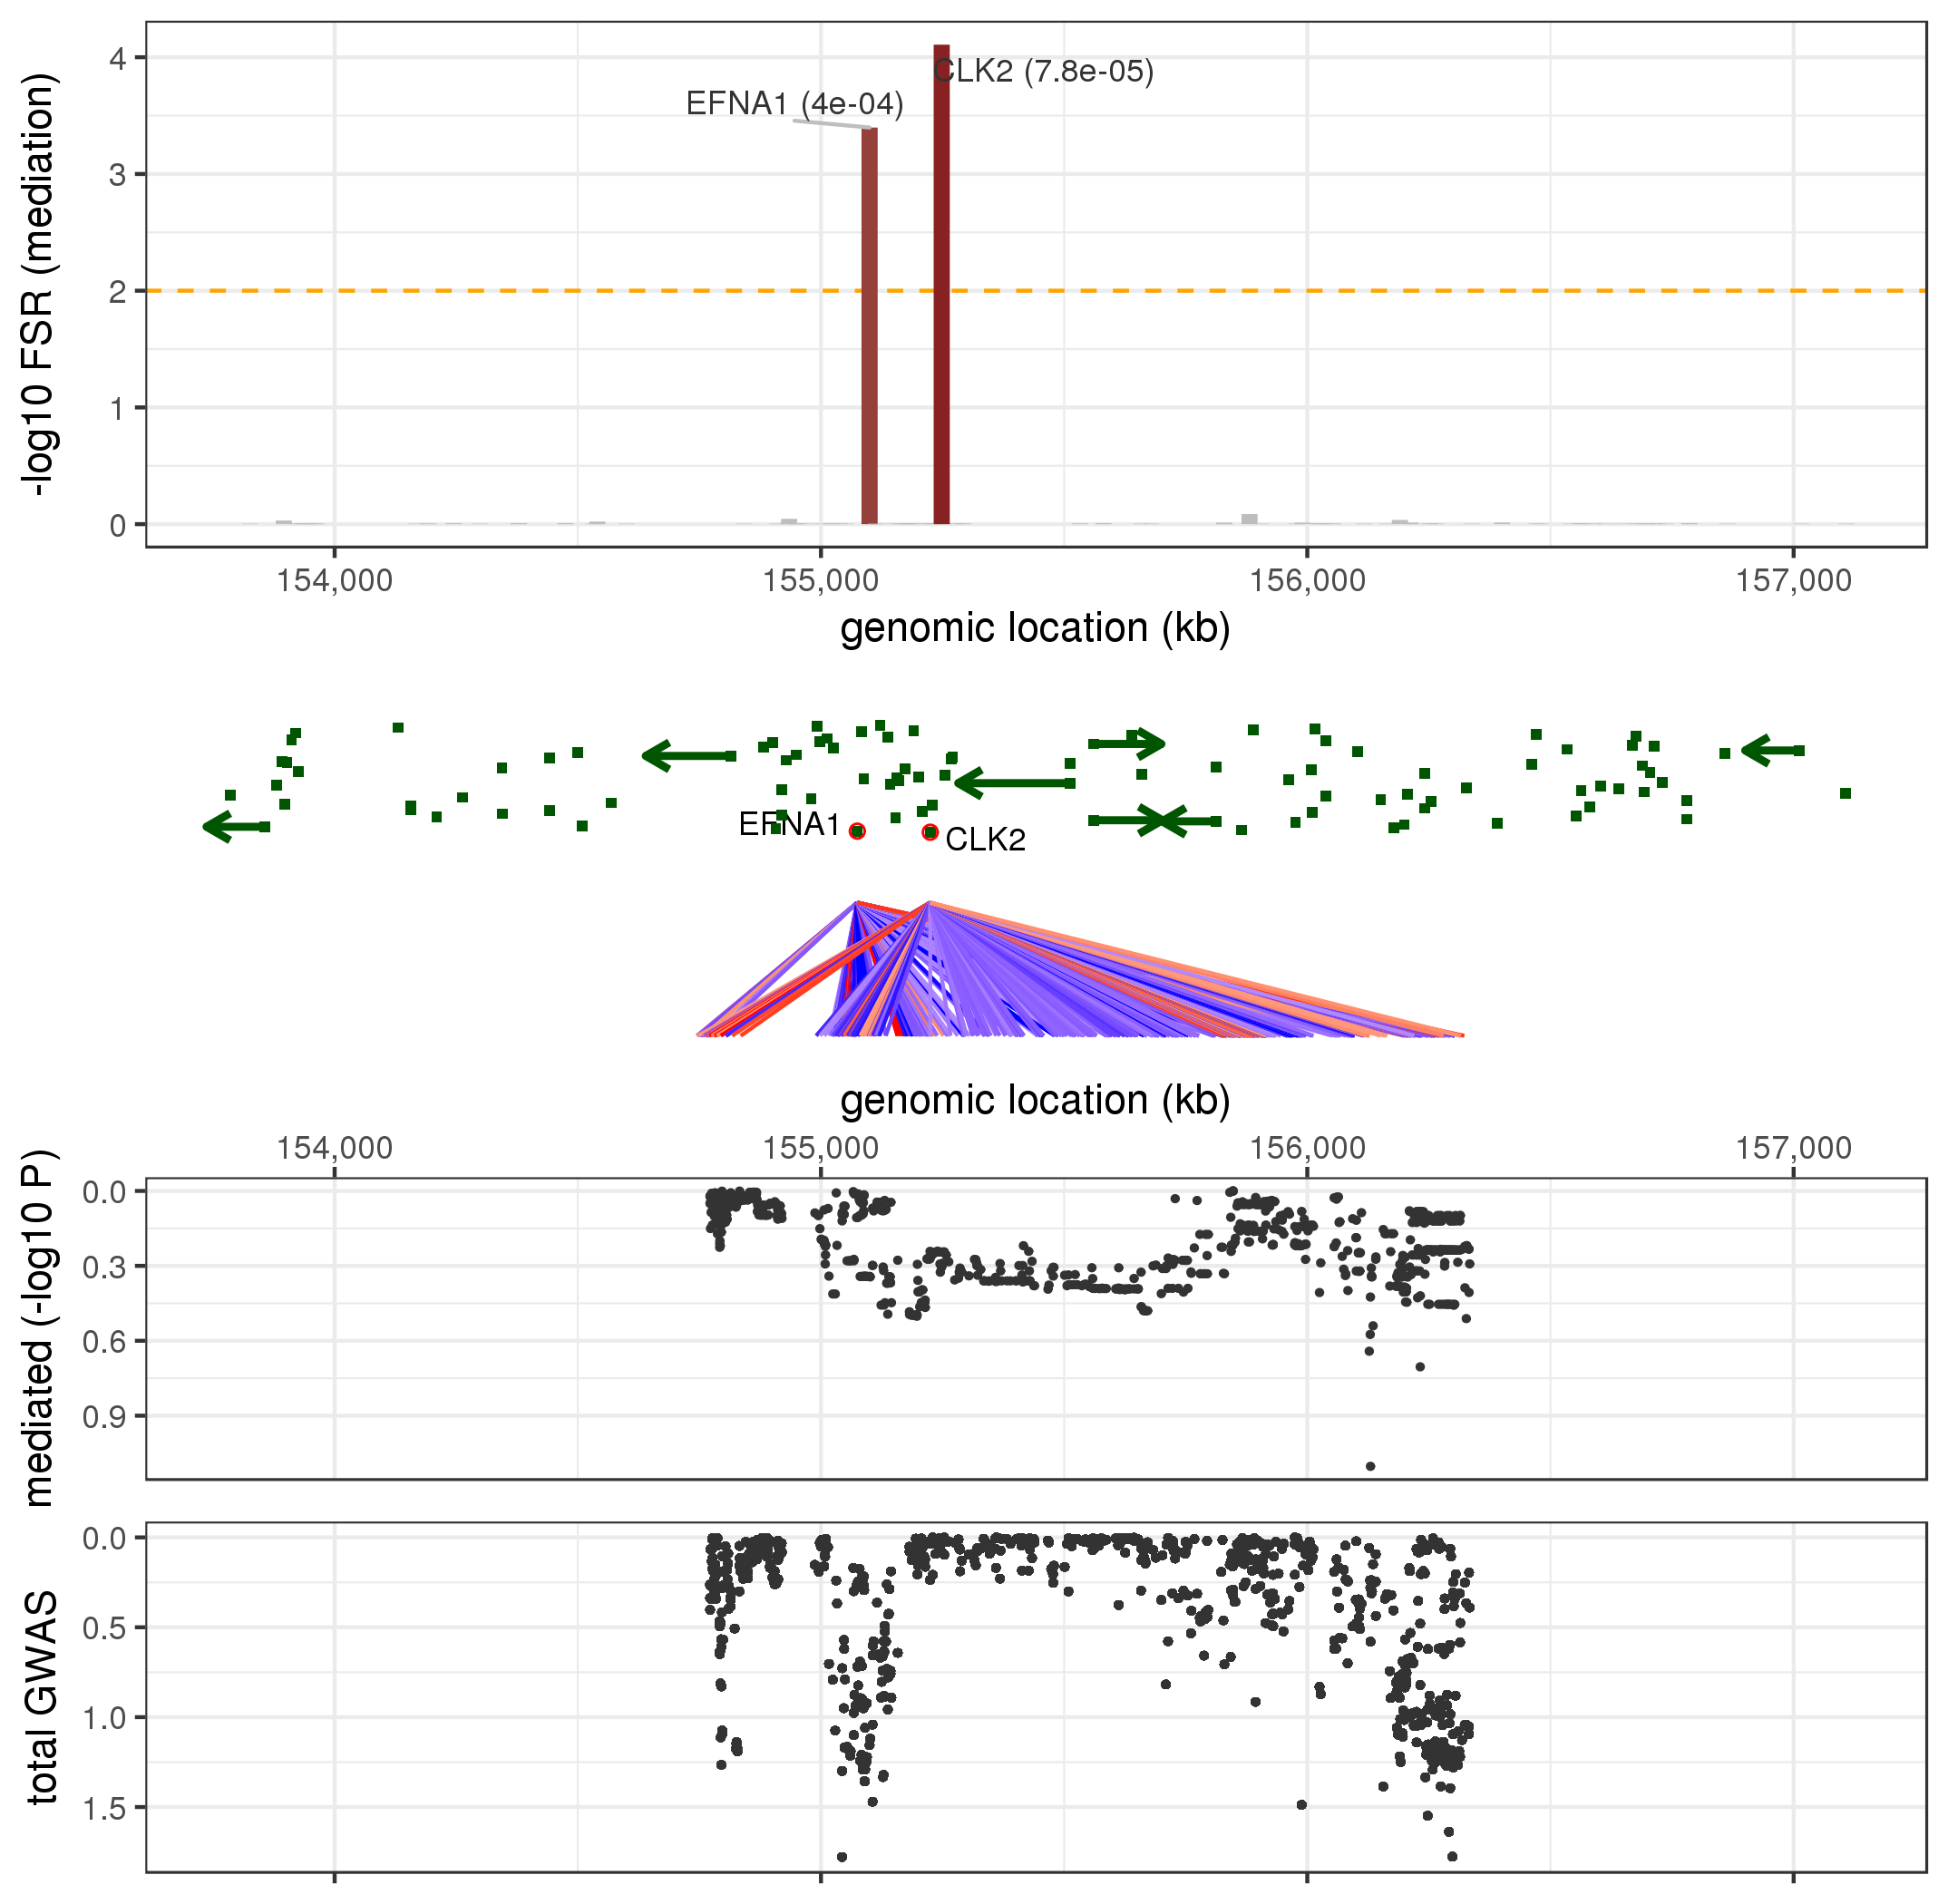 -log10 FSR (mediation)
4
3
2
1
0
CLK2 (7.8e-05)
EFNA1 (4e-04)
154,000
155,000
156,000
157,000
genomic location (kb)
EFNA1
CLK2
genomic location (kb)
154,000
155,000
156,000
157,000
mediated (-log10 P)
0.0
0.3
0.6
0.9
total GWAS
0.0
0.5
1.0
1.5